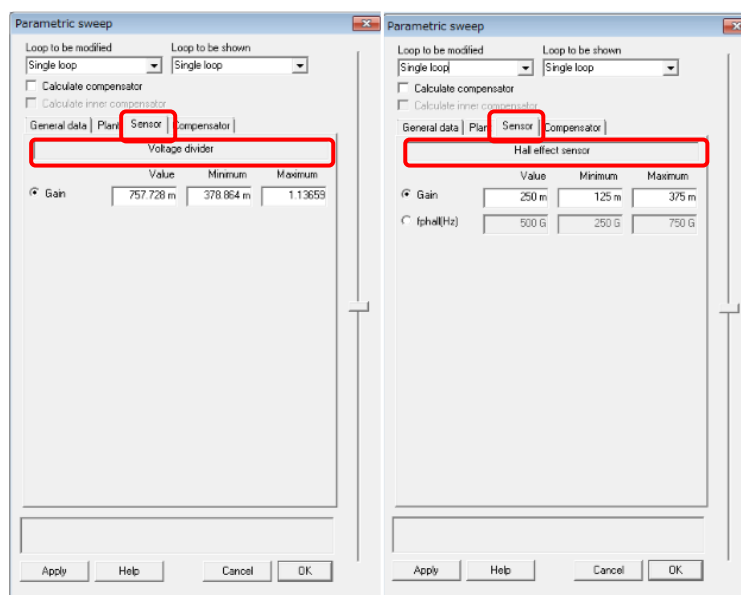 Parametric sweep
Loop to be modified Loop to be shown
Single loop Single loop
Calculate compensator
Calculate inner compensator
General data Plant Sensor Compensator
Voltage divider
Value Minimum Maximum
Gain 757.728 m 378.864 m 1.13659
Apply Help Cancel OK
Parametric sweep
Loop to be modified Loop to be shown
Single loop Single loop
Calculate compensator
Calculate inner compensator
General data Plan Sensor Compensator
Hall effect sensor
Value Minimum Maximum
Gain 250 m 125 m 375 m
fphall(Hz) 500 G 250 G 750 G
Apply Help Cancel OK